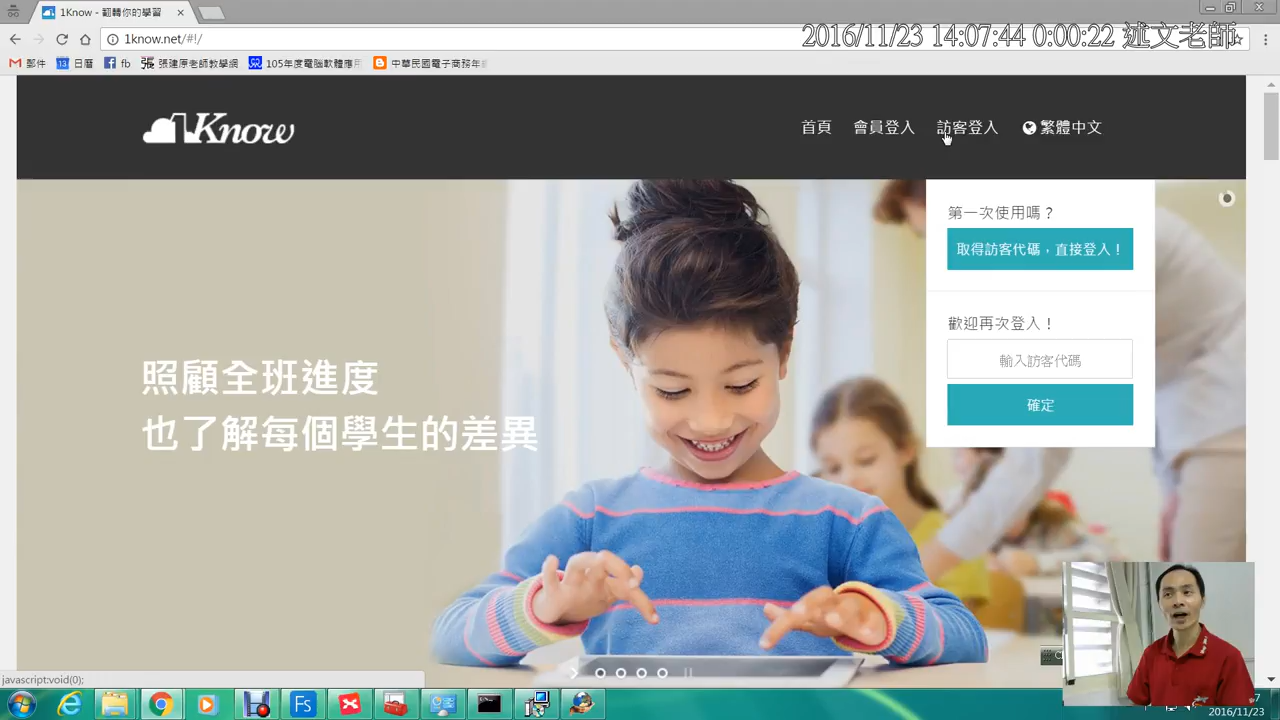 1Know - 翻轉你的學習
1know.net/#!/
2016/11/23 14:07:44 0:00:22 述文老師
郵件
日曆
fb
張建原老師教學網
105年度電腦軟體應用
中華民國電子商務年
1Know
首頁
會員登入
訪客登入
繁體中文
第一次使用嗎？
取得訪客代碼，直接登入！
歡迎再次登入！
輸入訪客代碼
確定
照顧全班進度
也了解每個學生的差異
javascript:void(0);
2016/11/23